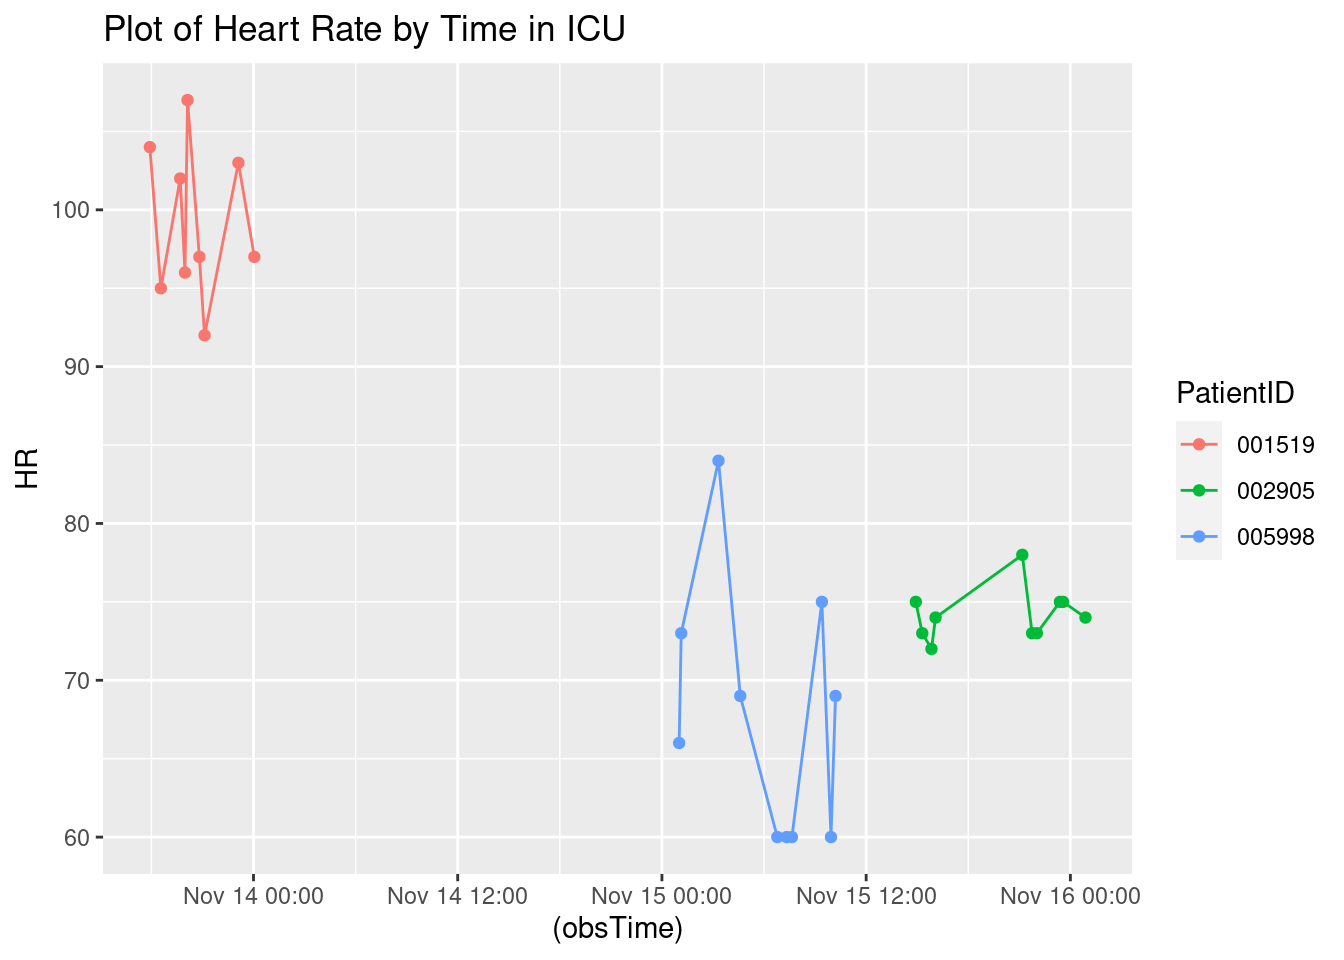 Plot of Heart Rate by Time in ICU
HR
100
90
80
70
60
Nov 14 00:00 Nov 14 12:00 Nov 15 00:00 Nov 15 12:00 Nov 16 00:00
(obsTime)
PatientID
001519
002905
005998